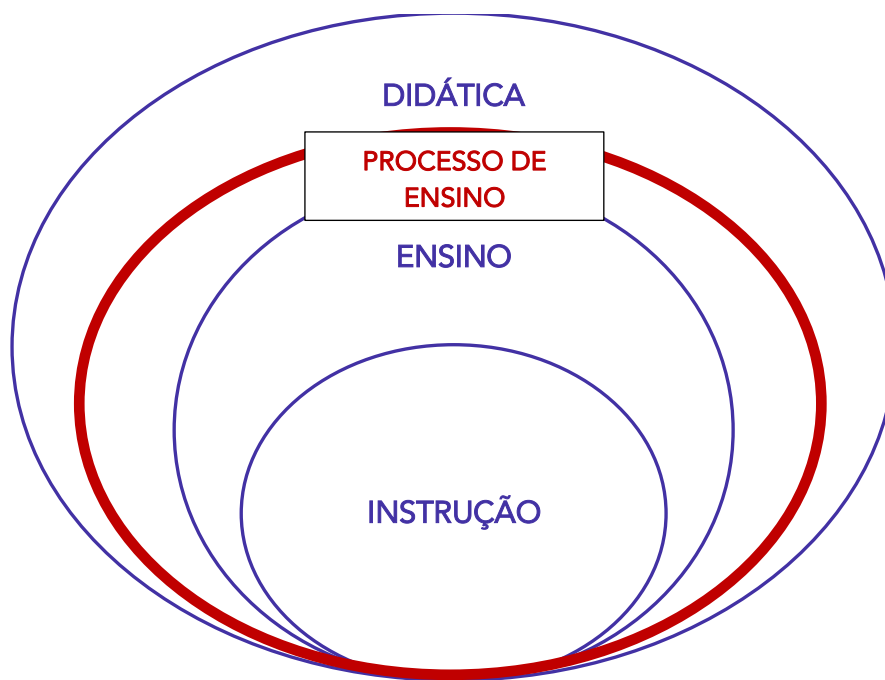 DIDÁTICA
PROCESSO DE
ENSINO
ENSINO
INSTRUÇÃO